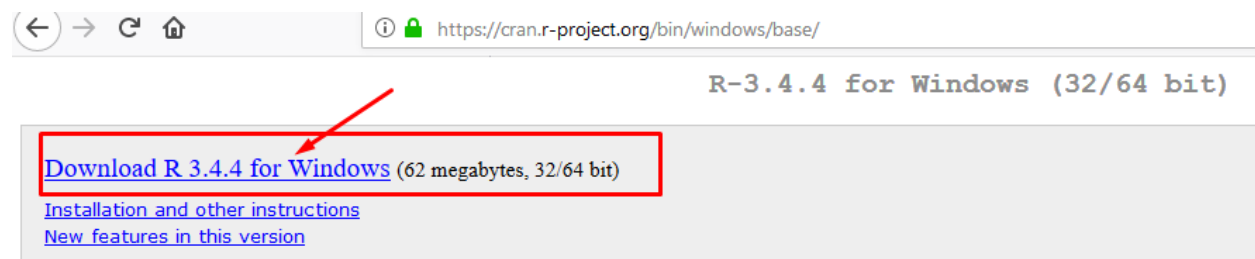 https://cran.r-project.org/bin/windows/base/
R-3.4.4 for Windows (32/64 bit)
Download R 3.4.4 for Windows (62 megabytes, 32/64 bit)
Installation and other instructions
New features in this version